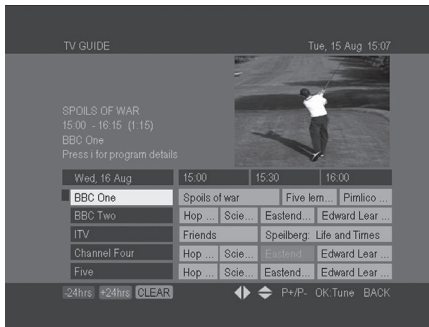 TV GUIDE Tue, 15 Aug 15:07
SPOILS OF WAR
15:00 - 16:15 (1:15)
BBC One
Press i for program details
Wed, 16 Aug 15:00 15:30 16:00
BBC One Spoils of war Five lem... Pimlico ...
BBC Two Hop ... Scie... Eastend... Edward Lear ...
ITV Friends Speilberg: Life and Times
Channel Four Hop ... Scie... Eastend... Edward Lear ...
Five Hop ... Scie... Eastend... Edward Lear ...
-24hrs +24hrs CLEAR P+/P- OK:Tune BACK